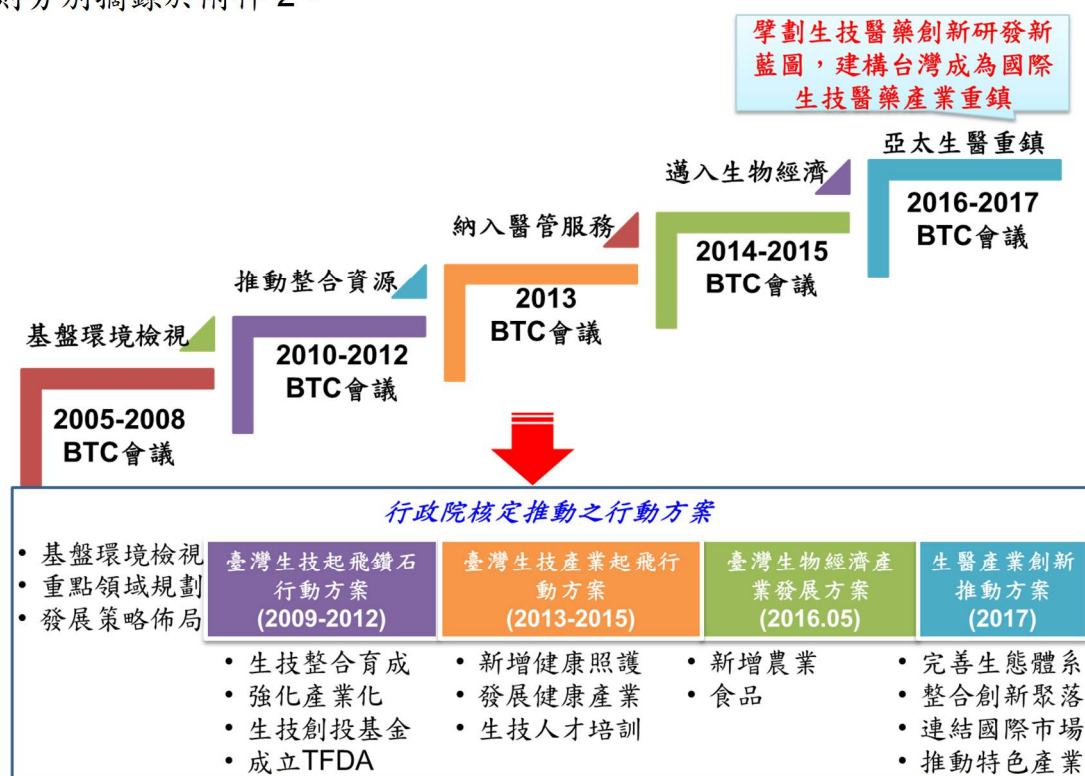 則分別摘錄於附件 2。
擘劃生技醫藥創新研發新
藍圖，建構台灣成為國際
生技醫藥產業重鎮
亞太生醫重鎮
2016-2017
BTC會議
邁入生物經濟
2014-2015
BTC會議
納入醫管服務
2013
BTC會議
推動整合資源
2010-2012
BTC會議
基盤環境檢視
2005-2008
BTC會議
行政院核定推動之行動方案
• 基盤環境檢視
• 重點領域規劃
• 發展策略佈局
臺灣生技起飛鑽石
行動方案
(2009-2012)
• 生技整合育成
• 強化產業化
• 生技創投基金
• 成立TFDA
臺灣生技產業起飛行
動方案
(2013-2015)
• 新增健康照護
• 發展健康產業
• 生技人才培訓
臺灣生物經濟產
業發展方案
(2016.05)
• 新增農業
• 食品
生醫產業創新
推動方案
(2017)
• 完善生態體系
• 整合創新聚落
• 連結國際市場
• 推動特色產業